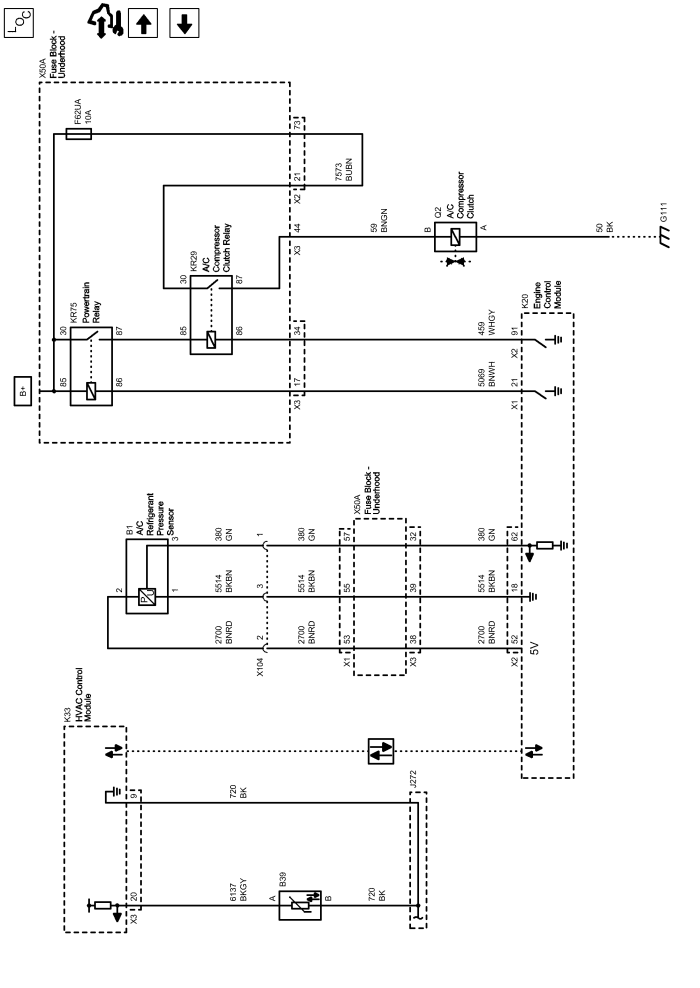 LOC
X50A
Fuse Block -
Underhood
F62UA
10A
73
21
X2
7573
BUBN
KR29
A/C
Compressor
Clutch Relay
30
87
85
86
KR75
Powertrain
Relay
30
87
85
86
B+
44
X3
34
17
X3
59
BNGN
Q2
A/C
Compressor
Clutch
B
A
50
BK
G111
459
WHGY
5069
BNWH
91
X2
21
X1
K20
Engine
Control
Module
B1
A/C
Refrigerant
Pressure
Sensor
2
3
1
P
U
380
GN
5514
BKBN
2700
BNRD
1
3
2
X104
380
GN
5514
BKBN
2700
BNRD
X50A
Fuse Block -
Underhood
57
55
53
X1
32
39
38
X3
380
GN
5514
BKBN
2700
BNRD
62
18
52
X2
5V
K33
HVAC Control
Module
9
20
X3
720
BK
6137
BKGY
B39
A
B
720
BK
J272